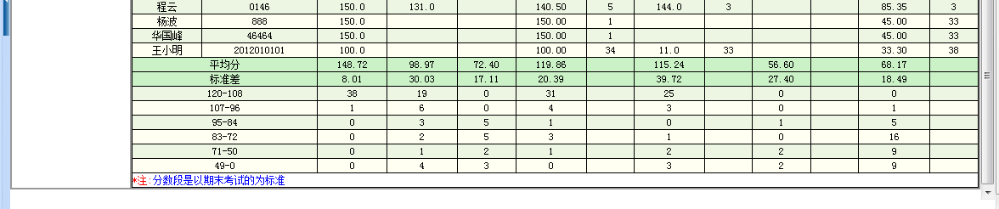 程云 0146 150.0 131.0 140.50 5 144.0 3 85.35 3
杨波 888 150.0 150.00 1 45.00 33
华国峰 46464 150.0 150.00 1 45.00 33
王小明 2012010101 100.0 100.00 34 11.0 33 33.30 38
平均分 148.72 98.97 72.40 119.86 115.24 56.60 68.17
标准差 8.01 30.03 17.11 20.39 39.72 27.40 18.49
120-108 38 19 0 31 25 0 0
107-96 1 6 0 4 3 0 1
95-84 0 3 5 1 0 1 5
83-72 0 2 5 3 1 0 16
71-50 0 1 2 1 2 2 9
49-0 0 4 3 0 3 2 9
*注:分数段是以期末考试的为标准